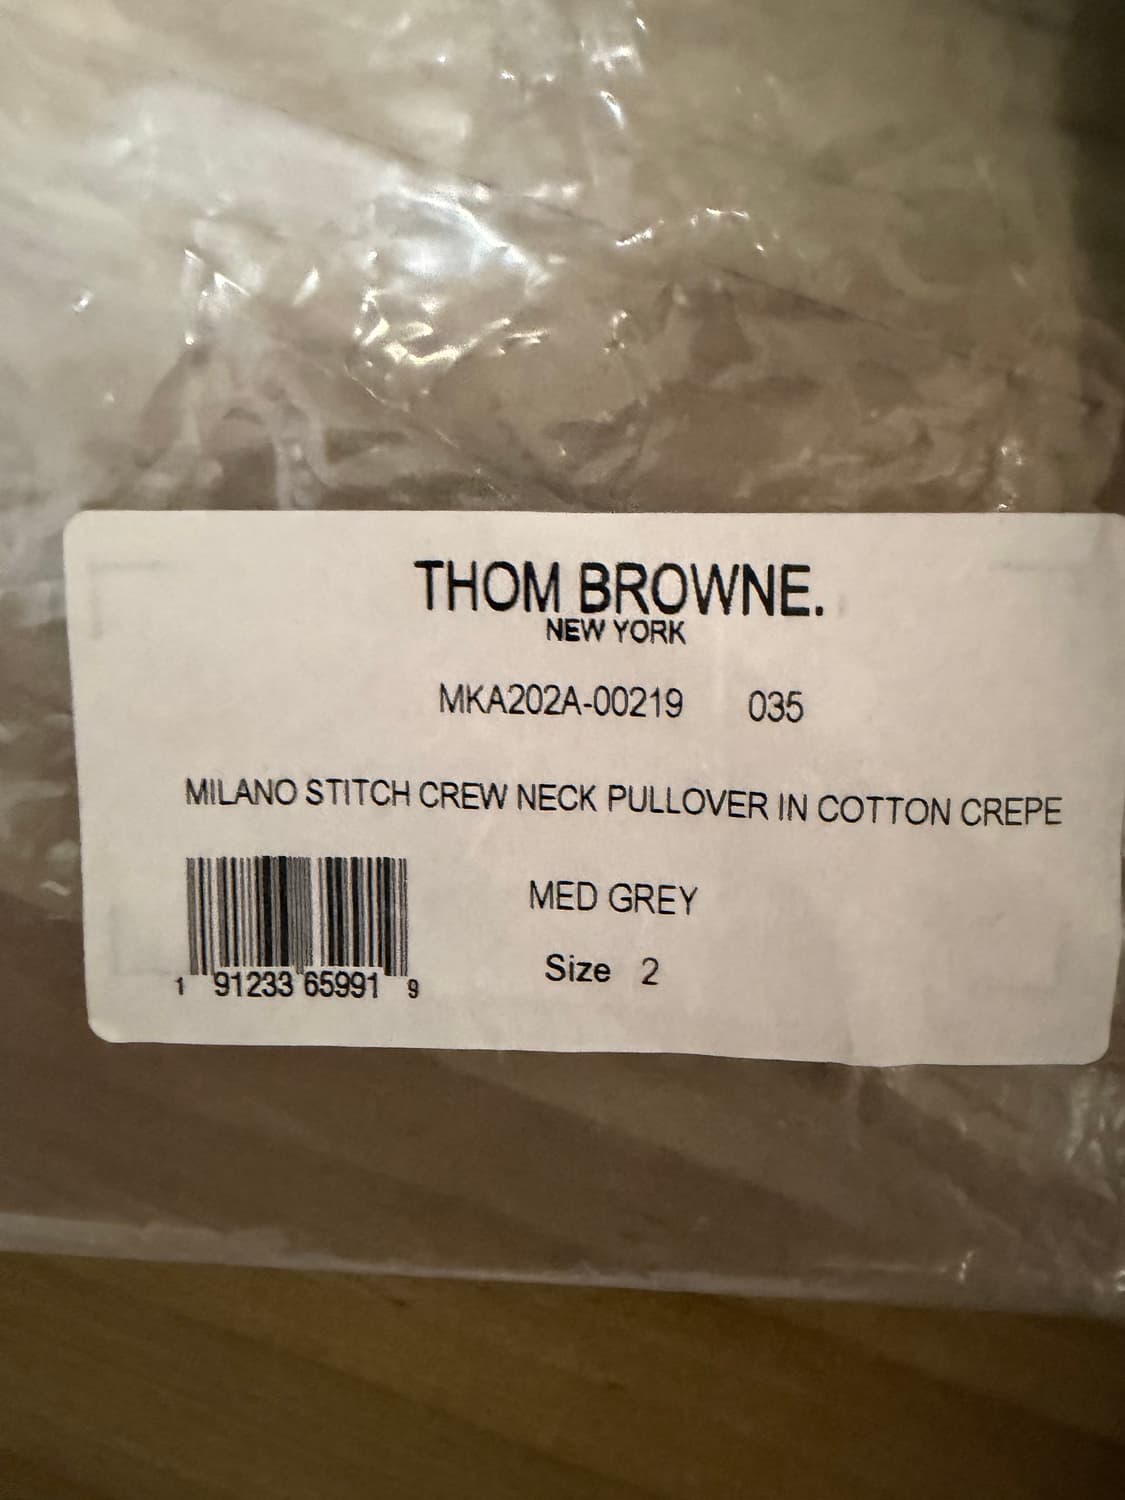 THOM BROWNE.
NEW YORK
MKA202A-00219 035
MILANO STITCH CREW NECK PULLOVER IN COTTON CREPE
MED GREY
Size 2
1 91233 65991 9